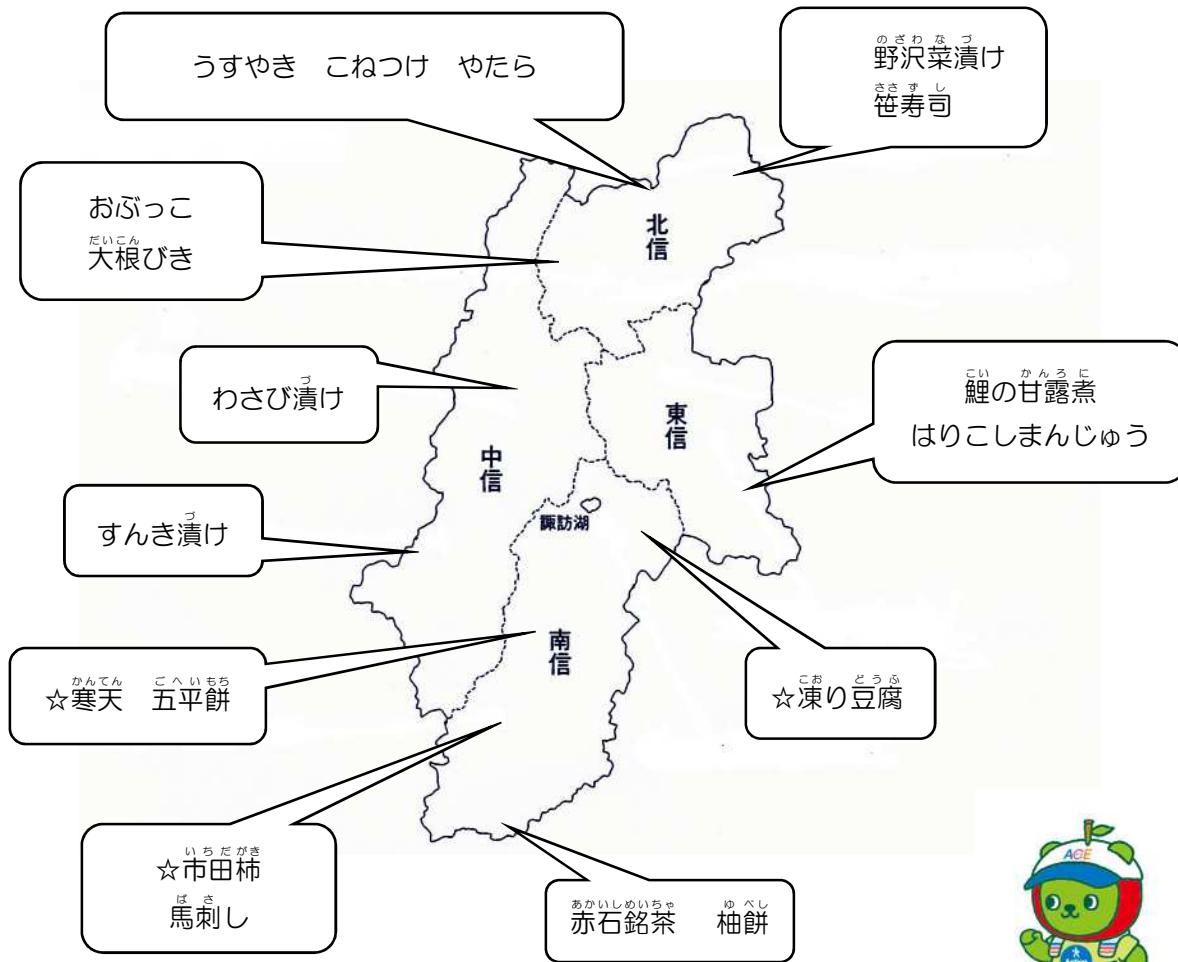 うすやき　こねつけ　やたら
野沢菜漬け
のざわなづ
笹寿司
ささずし
おぶっこ
大根びき
だいこん
北信
わさび漬け
づ
東信
鯉の甘露煮
こい　かんろに
はりこしまんじゅう
中信
諏訪湖
すんき漬け
づ
南信
☆寒天　五平餅
かんてん　ごへいもち
☆凍り豆腐
こお　どうふ
☆市田柿
いちだがき
馬刺し
ばさ
赤石銘茶　柚餅
あかいしめいちゃ　ゆべし
ACE